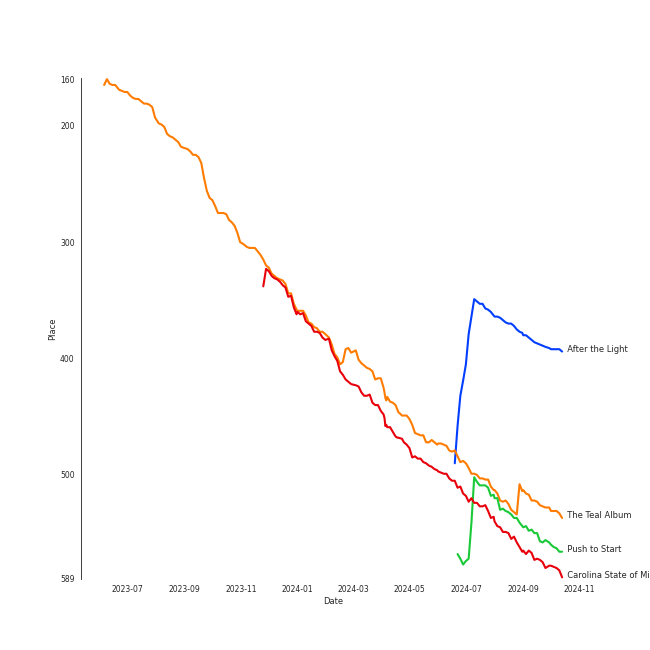 160
200
300
400
500
589
Place
After the Light
The Teal Album
Push to Start
Carolina State of Mi
2023-07
2023-09
2023-11
2024-01
2024-03
2024-05
2024-07
2024-09
2024-11
Date